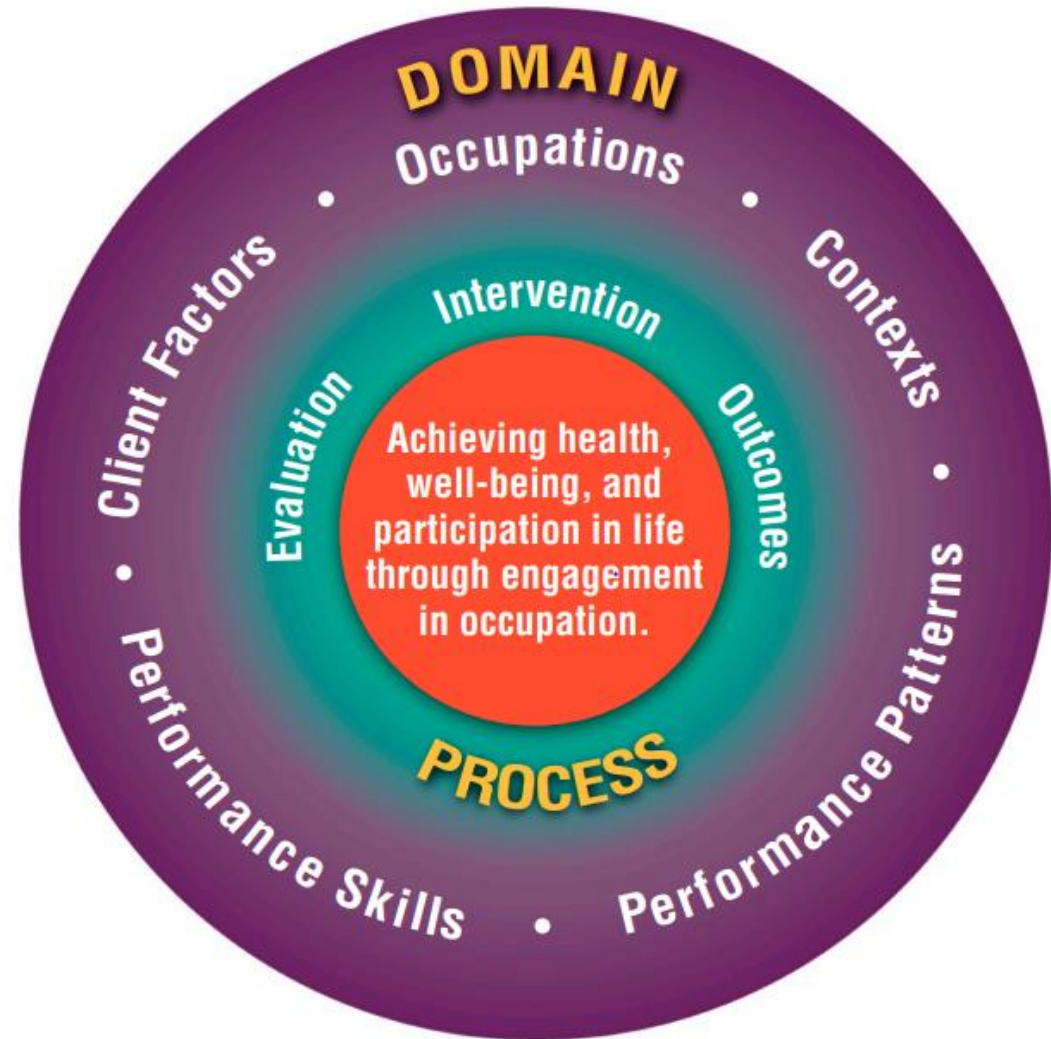 DOMAIN
Occupations
Contexts
Performance Patterns
Performance Skills
Client Factors
Evaluation
Intervention
Outcomes
PROCESS
Achieving health,
well-being, and
participation in life
through engagement
in occupation.